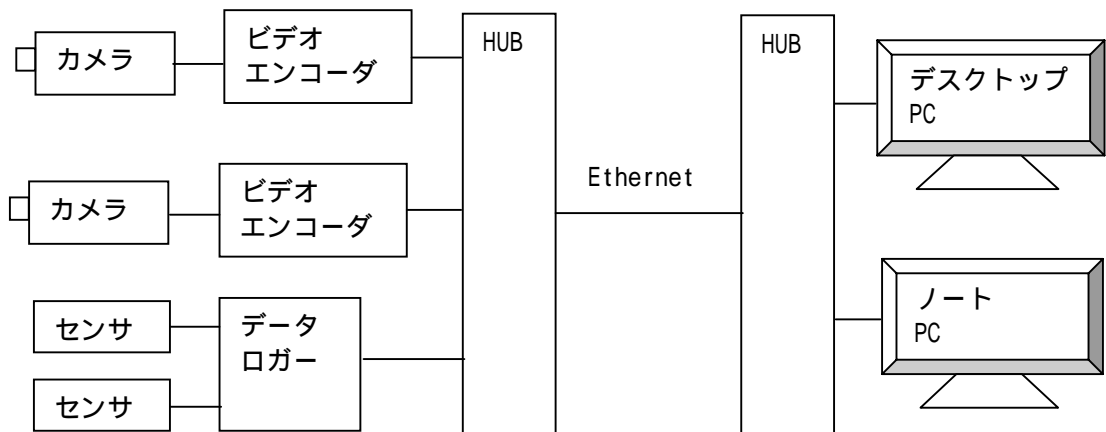 カメラ
ビデオ
エンコーダ
HUB
HUB
デスクトップ
PC
Ethernet
カメラ
ビデオ
エンコーダ
センサ
データ
ロガー
センサ
ノート
PC